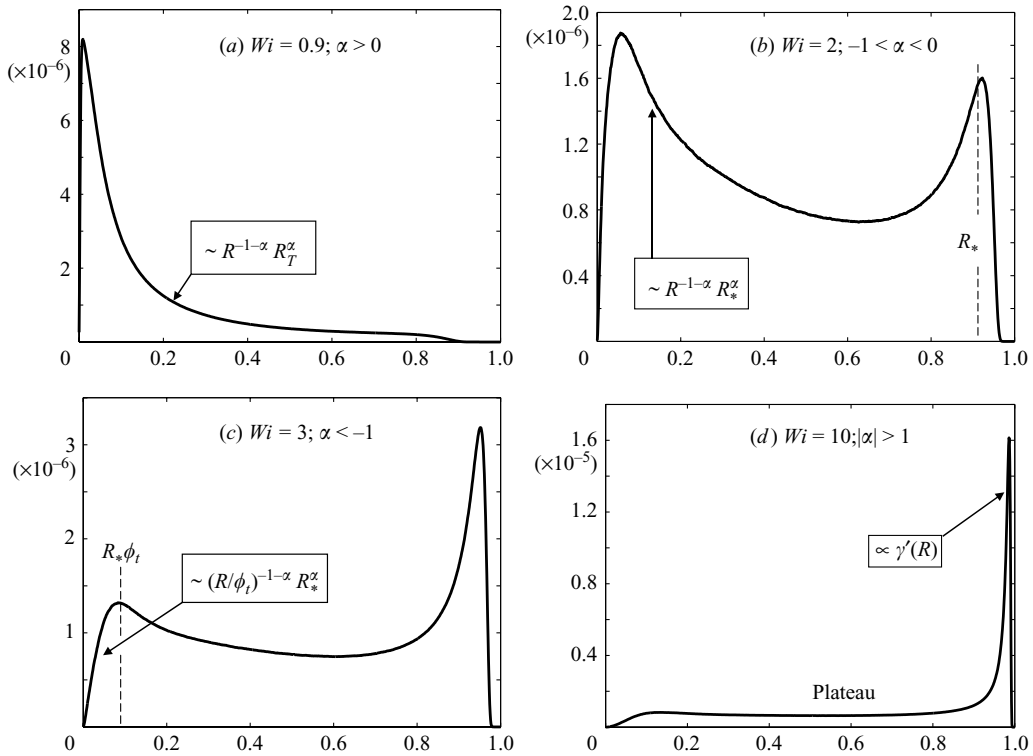 (a) Wi = 0.9; α > 0
8
(×10⁻⁶)
6
4
2
~ R⁻¹⁻ᵅ R_T^α
0 0.2 0.4 0.6 0.8 1.0
2.0
(×10⁻⁶)
(b) Wi = 2; –1 < α < 0
1.6
1.2
0.8
0.4
R_*
~ R⁻¹⁻ᵅ R_*^α
0 0.2 0.4 0.6 0.8 1.0
(c) Wi = 3; α < –1
3
(×10⁻⁶)
2
1
R_*ϕ_t
~ (R/ϕ_t)⁻¹⁻ᵅ R_*^α
0 0.2 0.4 0.6 0.8 1.0
(d) Wi = 10;|α| > 1
1.6
(×10⁻⁵)
1.2
0.8
0.4
∝ γ′(R)
Plateau
0 0.2 0.4 0.6 0.8 1.0